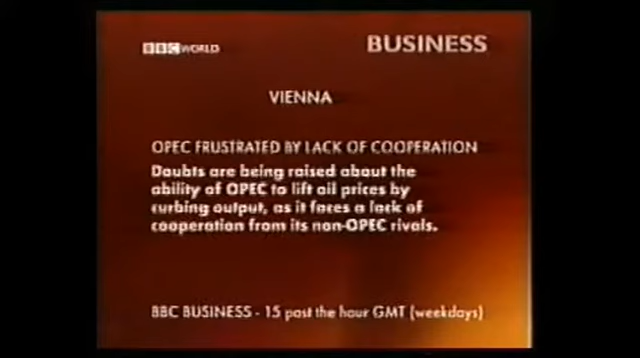 BBC WORLD
BUSINESS
VIENNA
OPEC FRUSTRATED BY LACK OF COOPERATION
Doubts are being raised about the
ability of OPEC to lift oil prices by
curbing output, as it faces a lack of
cooperation from its non-OPEC rivals.
BBC BUSINESS - 15 past the hour GMT (weekdays)